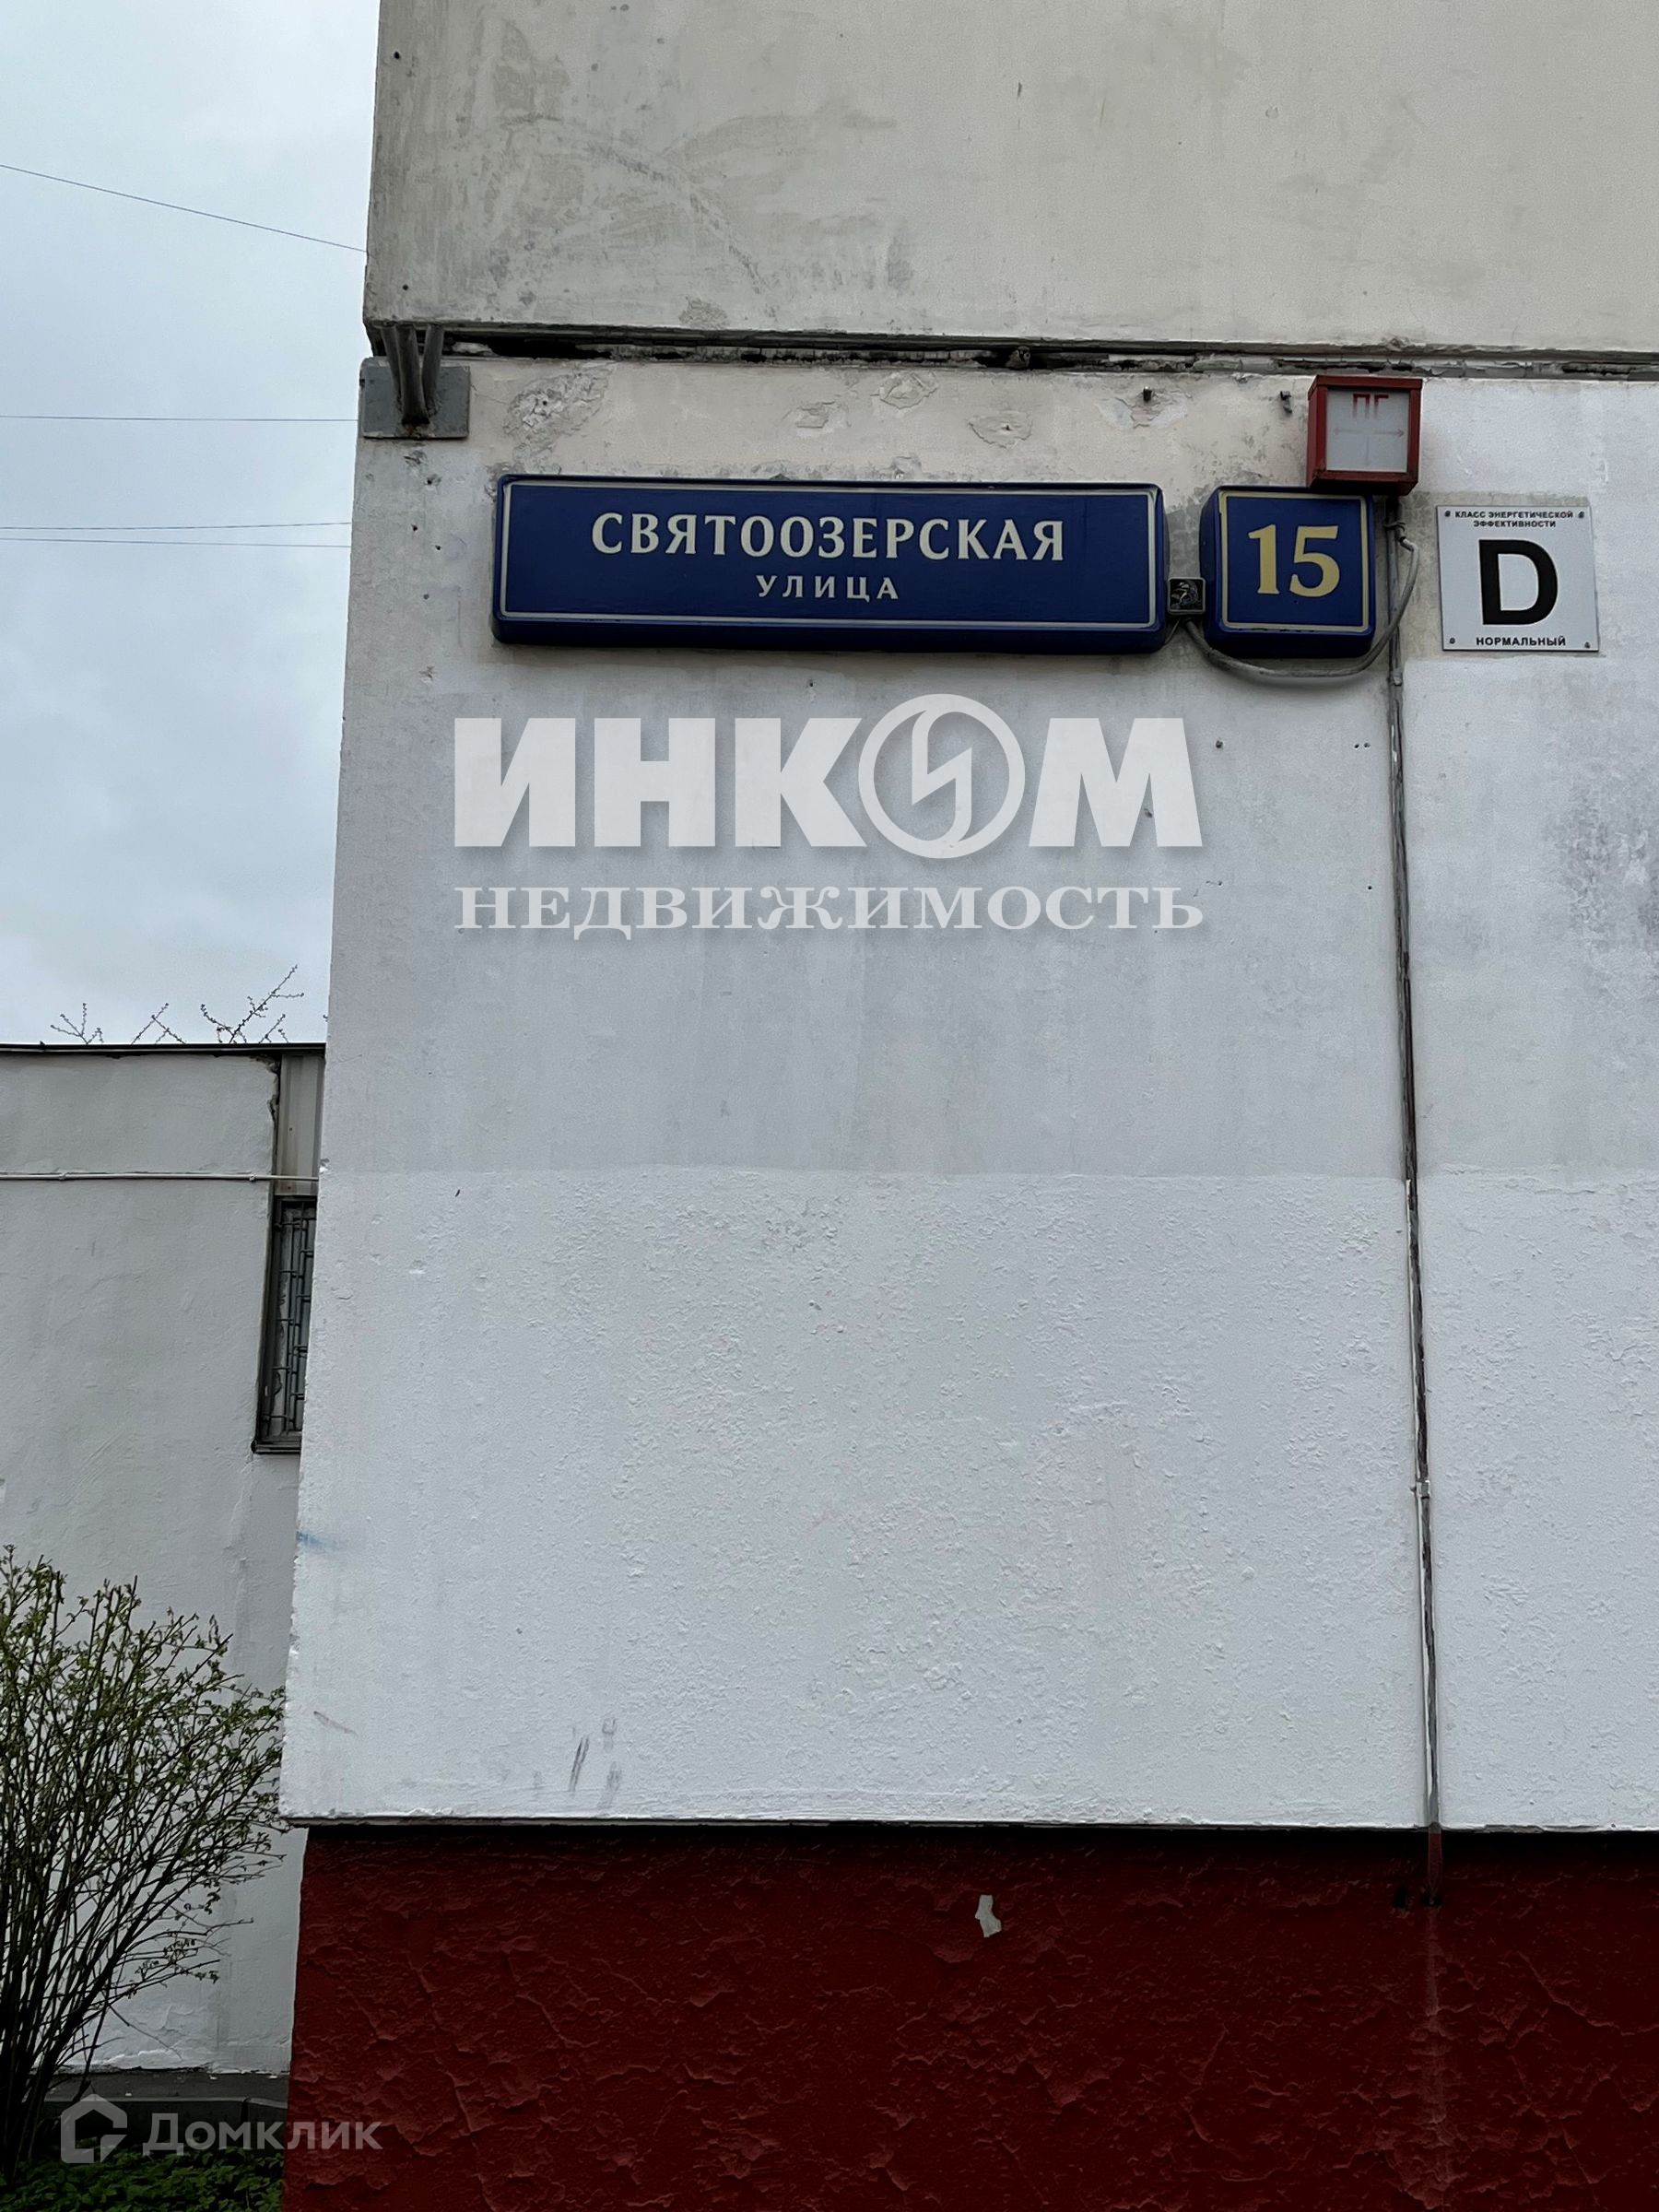 ПГ
СВЯТООЗЕРСКАЯ
УЛИЦА
15
КЛАСС ЭНЕРГЕТИЧЕСКОЙ
ЭФФЕКТИВНОСТИ
D
НОРМАЛЬНЫЙ
ИНКОМ
НЕДВИЖИМОСТЬ
Домклик